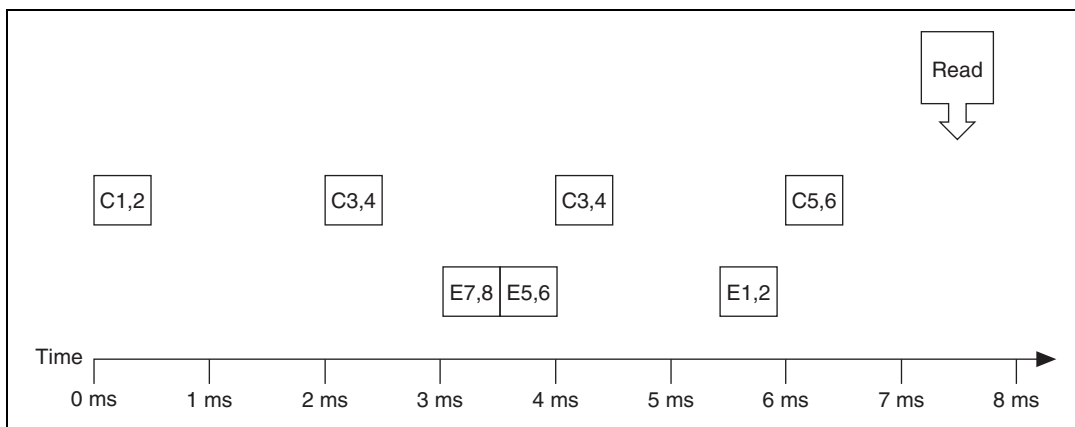 Read
C1,2 C3,4 C3,4 C5,6
E7,8 E5,6 E1,2
Time
0 ms 1 ms 2 ms 3 ms 4 ms 5 ms 6 ms 7 ms 8 ms